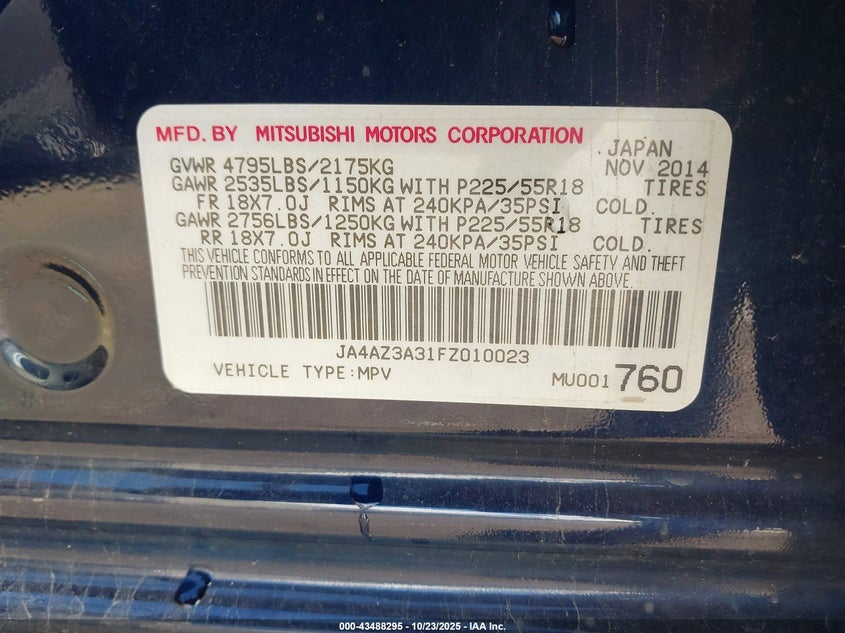 MFD. BY MITSUBISHI MOTORS CORPORATION
JAPAN
GVWR 4795LBS/2175KG NOV 2014
GAWR 2535LBS/1150KG WITH P225/55R18 TIRES
FR 18X7.0J RIMS AT 240KPA/35PSI COLD.
GAWR 2756LBS/1250KG WITH P225/55R18 TIRES
RR 18X7.0J RIMS AT 240KPA/35PSI COLD.
THIS VEHICLE CONFORMS TO ALL APPLICABLE FEDERAL MOTOR VEHICLE SAFETY AND THEFT
PREVENTION STANDARDS IN EFFECT ON THE DATE OF MANUFACTURE SHOWN ABOVE.
JA4AZ3A31FZ010023
VEHICLE TYPE:MPV MU001 760
000-43488295 - 10/23/2025 - IAA Inc.